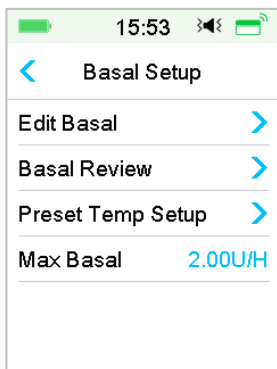 15:53
Basal Setup
Edit Basal
Basal Review
Preset Temp Setup
Max Basal 2.00U/H